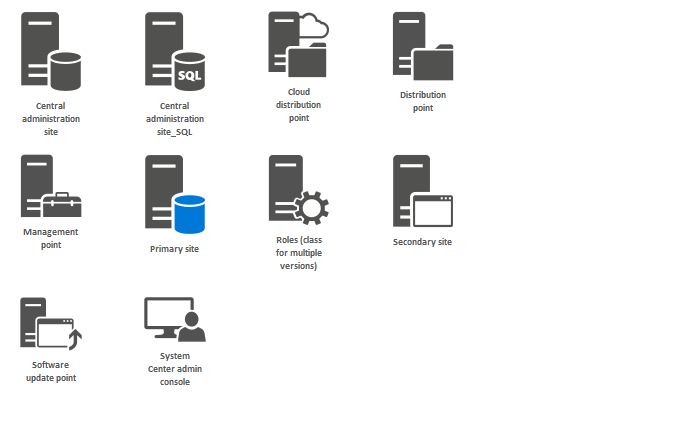 Central
administration
site
SQL
Central
administration
site_SQL
Cloud
distribution
point
Distribution
point
Management
point
Primary site
Roles (class
for multiple
versions)
Secondary site
Software
update point
System
Center admin
console